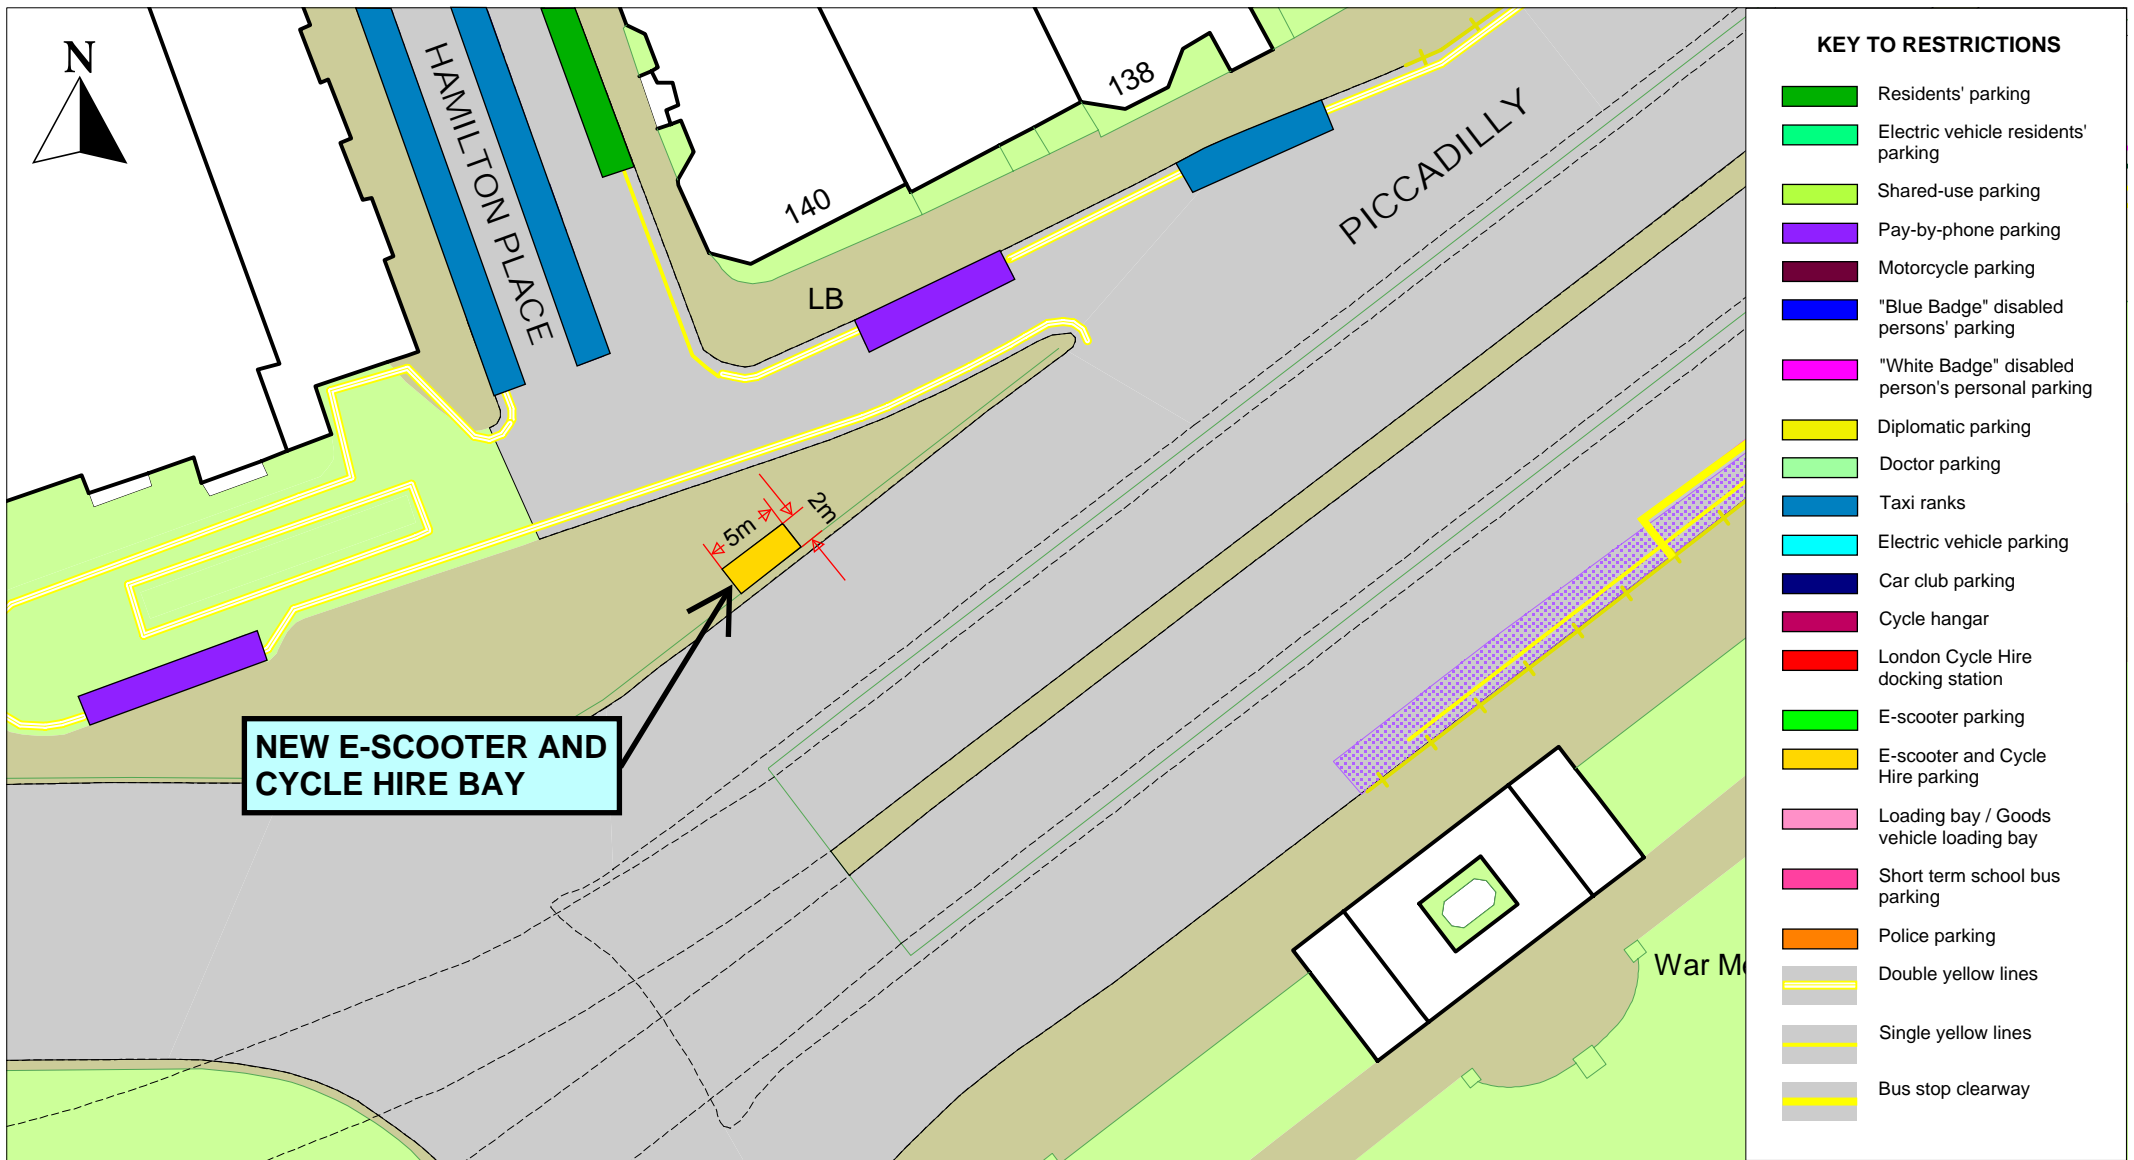 N
HAMILTON PLACE
138
140
LB
PICCADILLY
5m
2m
NEW E-SCOOTER AND
CYCLE HIRE BAY
War M
KEY TO RESTRICTIONS
Residents' parking
Electric vehicle residents'
parking
Shared-use parking
Pay-by-phone parking
Motorcycle parking
"Blue Badge" disabled
persons' parking
"White Badge" disabled
person's personal parking
Diplomatic parking
Doctor parking
Taxi ranks
Electric vehicle parking
Car club parking
Cycle hangar
London Cycle Hire
docking station
E-scooter parking
E-scooter and Cycle
Hire parking
Loading bay / Goods
vehicle loading bay
Short term school bus
parking
Police parking
Double yellow lines
Single yellow lines
Bus stop clearway